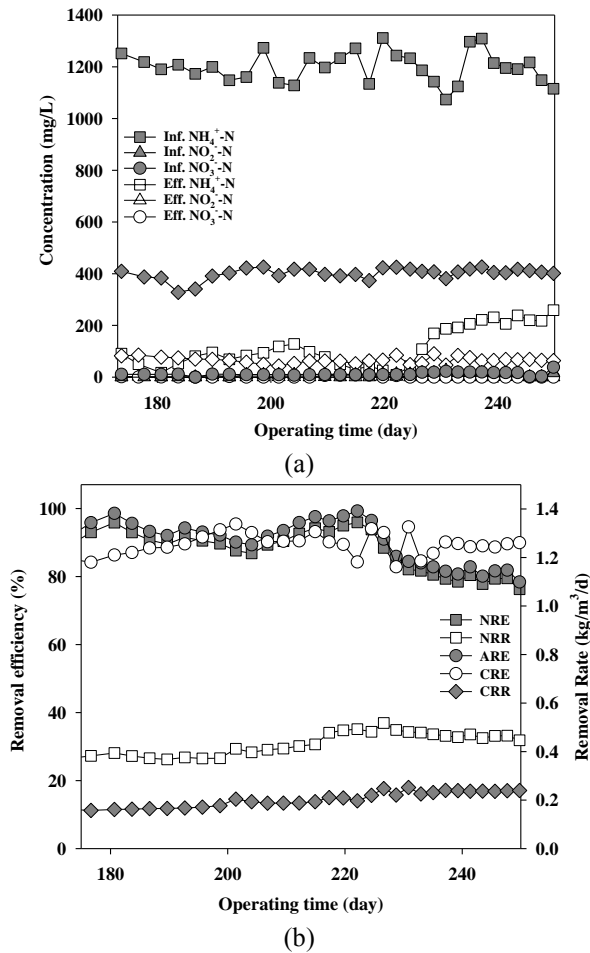 1400
1200
1000
800
600
400
200
0
Concentration (mg/L)
Inf. NH₄⁺-N
Inf. NO₂⁻-N
Inf. NO₃⁻-N
Eff. NH₄⁺-N
Eff. NO₂⁻-N
Eff. NO₃⁻-N
180 200 220 240
Operating time (day)
(a)
100
80
60
40
20
0
Removal efficiency (%)
1.4
1.2
1.0
0.8
0.6
0.4
0.2
0.0
Removal Rate (kg/m³/d)
NRE
NRR
ARE
CRE
CRR
180 200 220 240
Operating time (day)
(b)